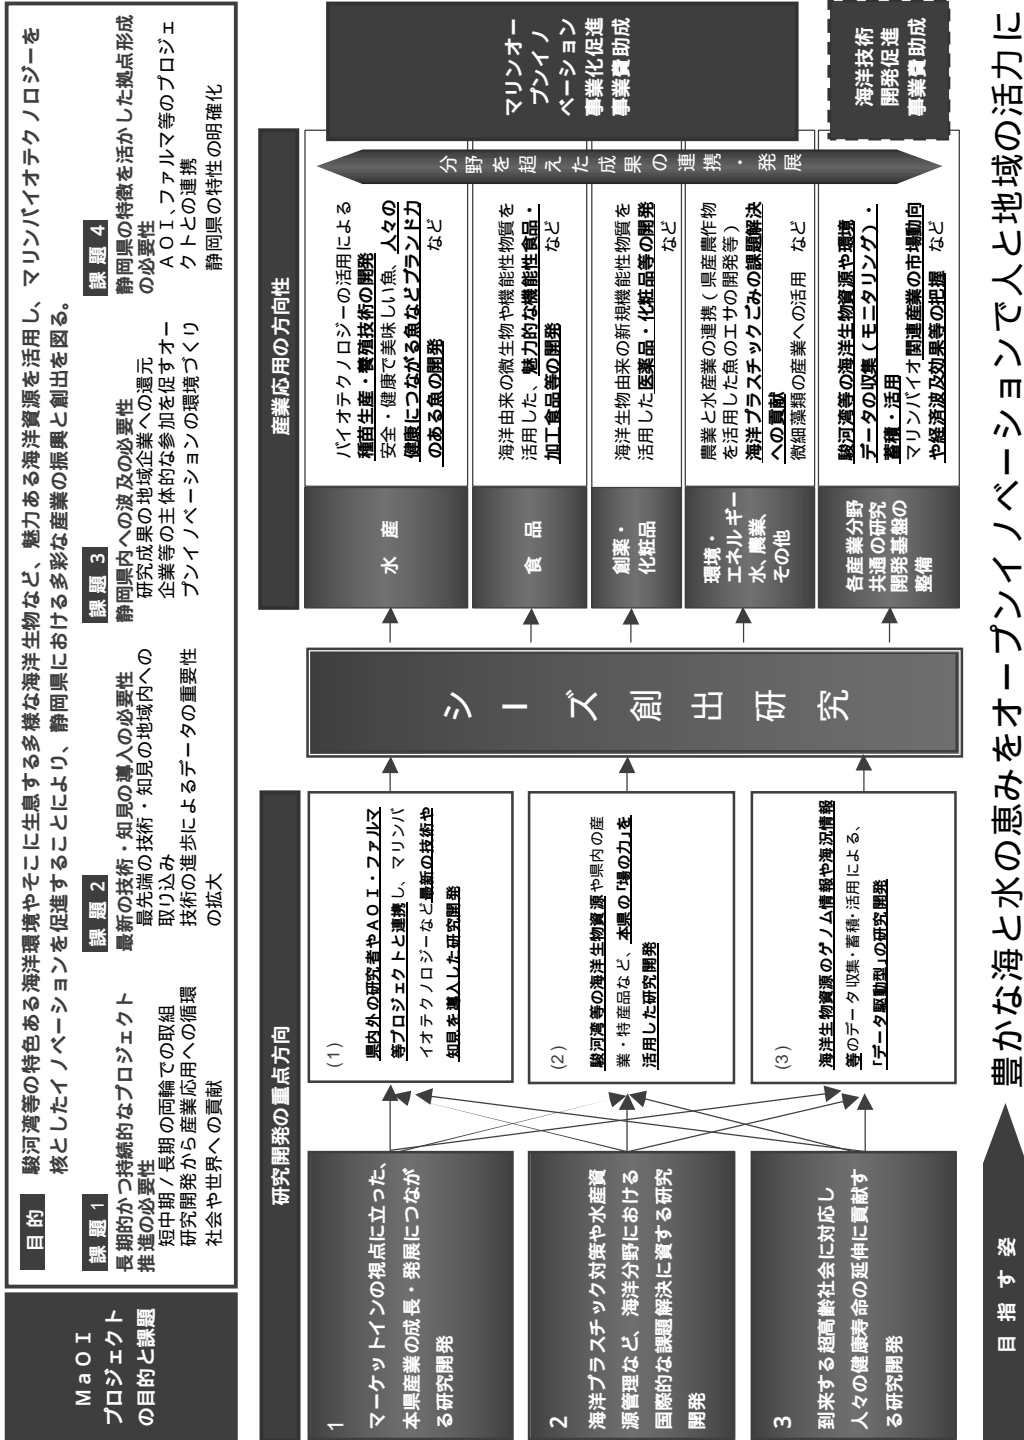 MaOI
プロジェクト
の目的と課題
目的
駿河湾等の特色ある海洋環境やそこに生息する多様な海洋生物など、魅力ある海洋資源を活用し、マリンバイオテクノロジーを
核としたイノベーションを促進することにより、静岡県における多彩な産業の振興と創出を図る。
課題1
長期的かつ持続的なプロジェクト
推進の必要性
短中期/長期の両輪での取組
研究開発から産業応用への循環
社会や世界への貢献
課題2
最新の技術・知見の導入の必要性
最先端の技術・知見の地域内への
取り込み
技術の進歩によるデータの重要性
の拡大
課題3
静岡県内への波及の必要性
研究成果の地域企業への還元
企業等の主体的な参加を促すオー
プンイノベーションの環境づくり
課題4
静岡県の特徴を活かした拠点形成
の必要性
AOI、ファルマ等のプロジェ
クトとの連携
静岡県の特性の明確化
研究開発の重点方向
1
マーケットインの視点に立った、
本県産業の成長・発展につなが
る研究開発
2
海洋プラスチック対策や水産資
源管理など、海洋分野における
国際的な課題解決に資する研究
開発
3
到来する超高齢社会に対応し
人々の健康寿命の延伸に貢献す
る研究開発
(1)
県内外の研究者やAOI・ファルマ
等プロジェクトと連携し、マリンバ
イオテクノロジーなど最新の技術や
知見を導入した研究開発
(2)
駿河湾等の海洋生物資源や県内の産
業・特産品など、本県の「場の力」を
活用した研究開発
(3)
海洋生物資源のゲノム情報や海況情報
等のデータ収集・蓄積・活用による、
「データ駆動型」の研究開発
シーズ創出研究
産業応用の方向性
水産
バイオテクノロジーの活用による
種苗生産・養殖技術の開発
安全・健康で美味しい魚、人々の
健康につながる魚などブランド力
のある魚の開発 など
食品
海洋由来の微生物や機能性物質を
活用した、魅力的な機能性食品・
加工食品等の開発 など
創薬・
化粧品
海洋生物由来の新規機能性物質を
活用した医薬品・化粧品等の開発
など
環境・
エネルギー
水、農業、
その他
農業と水産業の連携(県産農作物
を活用した魚のエサの開発等)
海洋プラスチックごみの課題解決
への貢献
微細藻類の産業への活用 など
各産業分野
共通の研究
開発基盤の
整備
駿河湾等の海洋生物資源や環境
データの収集(モニタリング)・
蓄積・活用
マリンバイオ関連産業の市場動向
や経済波及効果等の把握 など
分野を超えた成果の連携・発展
マリンオー
プンイノ
ベーション
事業化促進
事業費助成
海洋技術
開発促進
事業費助成
目指す姿
豊かな海と水の恵みをオープンイノベーションで人と地域の活力に